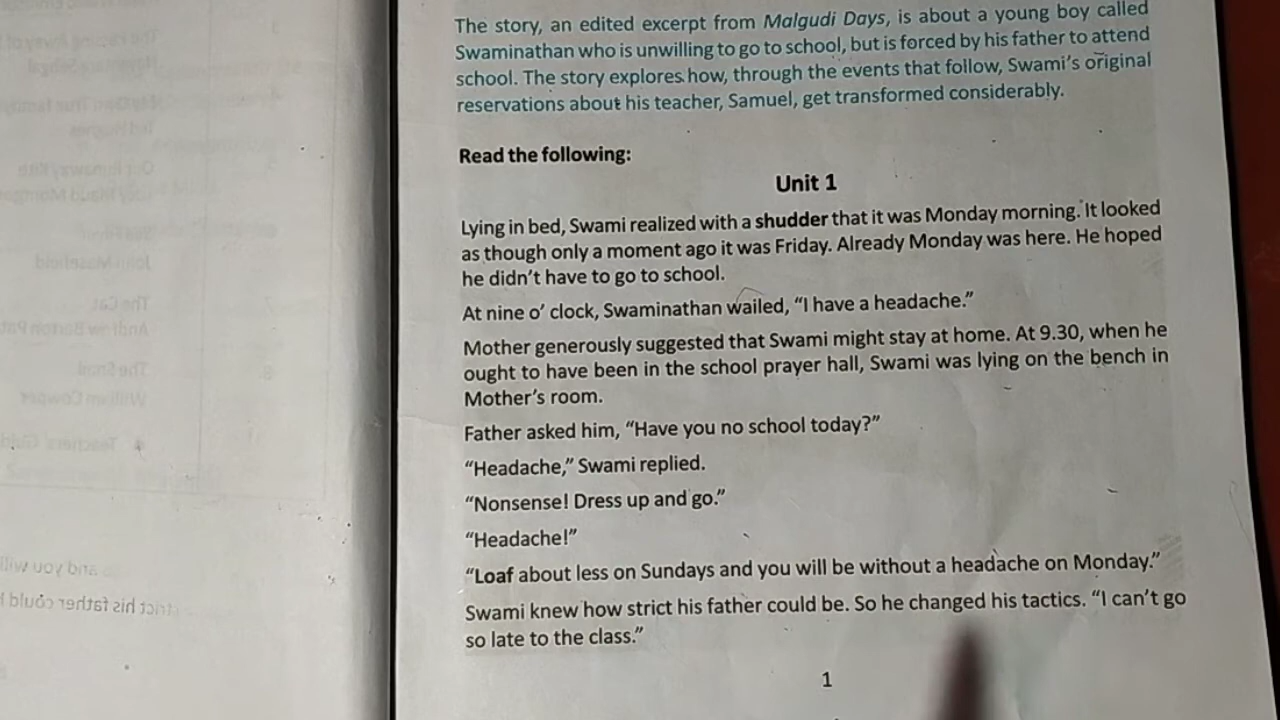 The story, an edited excerpt from Malgudi Days, is about a young boy called
Swaminathan who is unwilling to go to school, but is forced by his father to attend
school. The story explores how, through the events that follow, Swami's original
reservations about his teacher, Samuel, get transformed considerably.
Read the following:
Unit 1
Lying in bed, Swami realized with a shudder that it was Monday morning. It looked
as though only a moment ago it was Friday. Already Monday was here. He hoped
he didn't have to go to school.
At nine o' clock, Swaminathan wailed, “I have a headache.”
Mother generously suggested that Swami might stay at home. At 9.30, when he
ought to have been in the school prayer hall, Swami was lying on the bench in
Mother's room.
Father asked him, “Have you no school today?”
“Headache,” Swami replied.
“Nonsense! Dress up and go.”
“Headache!”
“Loaf about less on Sundays and you will be without a headache on Monday.”
Swami knew how strict his father could be. So he changed his tactics. “I can't go
so late to the class.”
1